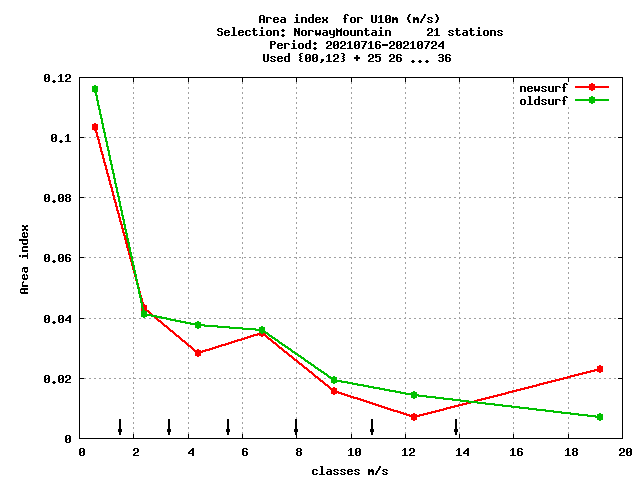 Area index  for U10m (m/s)
Selection: NorwayMountain     21 stations
Period: 20210716-20210724
Used {00,12} + 25 26 ... 36
newsurf
oldsurf
0.12
0.1
0.08
0.06
0.04
0.02
0
Area index
0 2 4 6 8 10 12 14 16 18 20
classes m/s